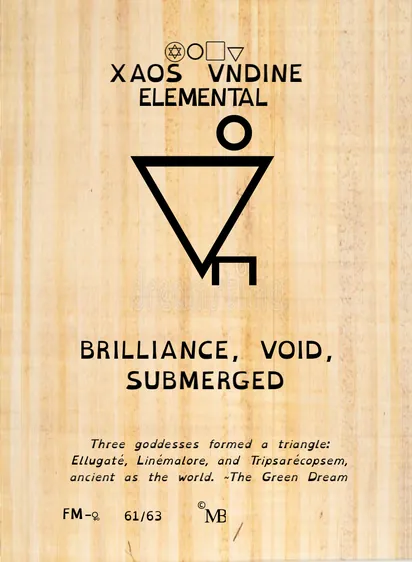 XAOS VNDINE
ELEMENTAL
BRILLIANCE, VOID,
SUBMERGED
Three goddesses formed a triangle:
Ellugaté, Linémalore, and Tripsarécopsem,
ancient as the world. ~The Green Dream
FM-♀ 61/63 © MB